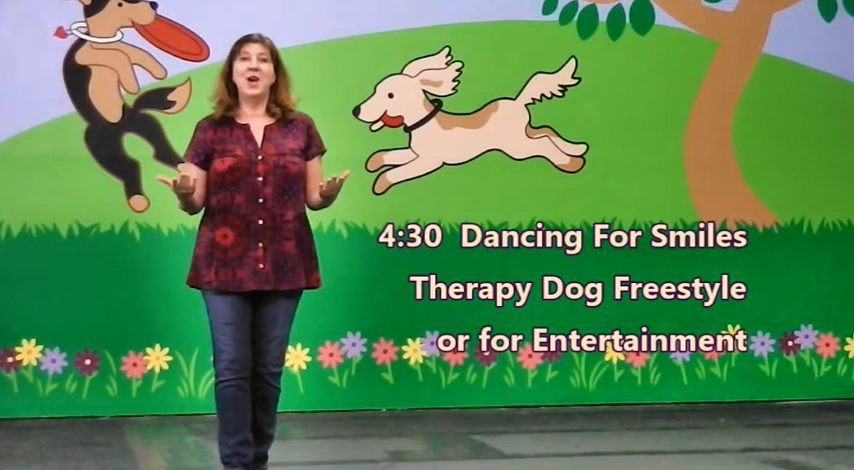 4:30 Dancing For Smiles
Therapy Dog Freestyle
or for Entertainment